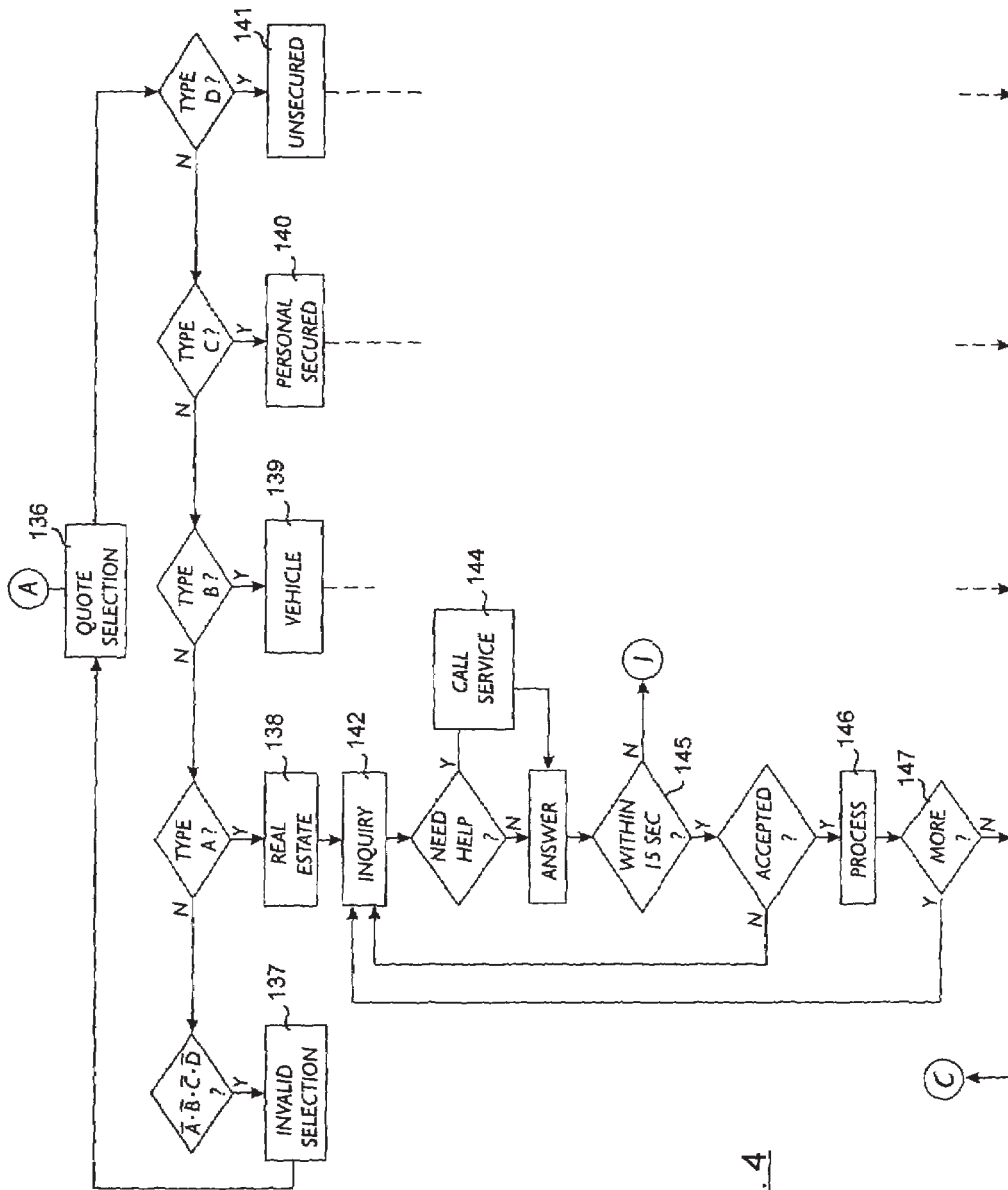 A
136
QUOTE
SELECTION
TYPE
D?
Y
N
141
UNSECURED
TYPE
C?
Y
N
140
PERSONAL
SECURED
TYPE
B?
Y
N
139
VEHICLE
TYPE
A?
Y
N
138
REAL
ESTATE
A̅·B̅·C̅·D̅
?
Y
137
INVALID
SELECTION
142
INQUIRY
NEED
HELP
?
Y
N
144
CALL
SERVICE
ANSWER
WITHIN
15 SEC
?
145
N
Y
J
ACCEPTED
?
N
Y
146
PROCESS
147
MORE
?
Y
N
C
.4